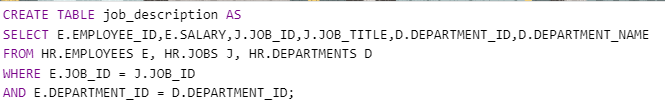 CREATE TABLE job_description AS
SELECT E.EMPLOYEE_ID,E.SALARY,J.JOB_ID,J.JOB_TITLE,D.DEPARTMENT_ID,D.DEPARTMENT_NAME
FROM HR.EMPLOYEES E, HR.JOBS J, HR.DEPARTMENTS D
WHERE E.JOB_ID = J.JOB_ID
AND E.DEPARTMENT_ID = D.DEPARTMENT_ID;